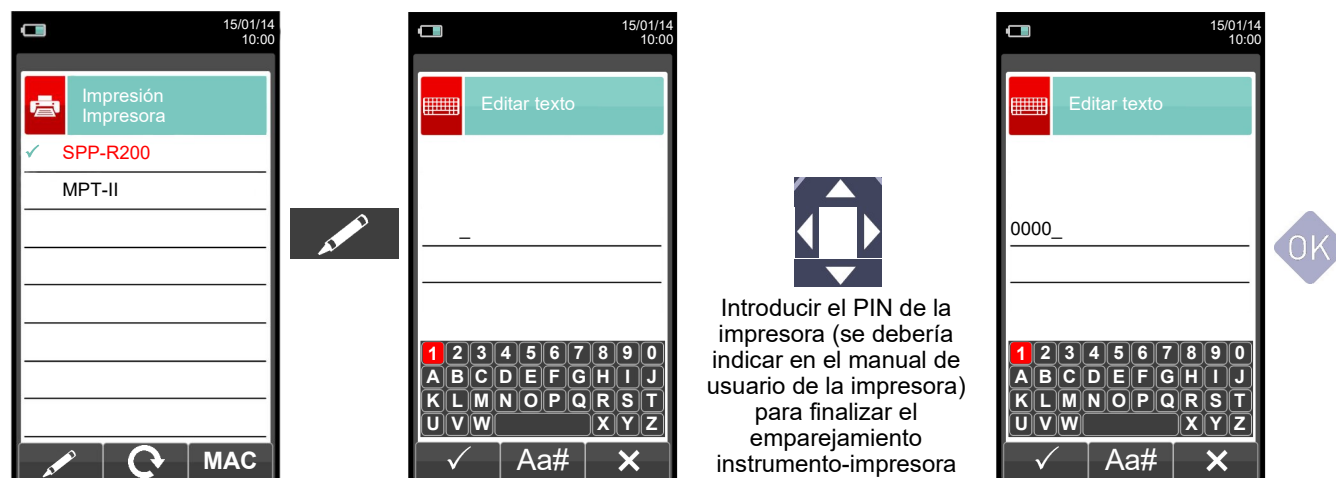 15/01/14
10:00
Impresión
Impresora
✓ SPP-R200
MPT-II
MAC
15/01/14
10:00
Editar texto
_
1 2 3 4 5 6 7 8 9 0
A B C D E F G H I J
K L M N O P Q R S T
U V W X Y Z
✓ Aa# ✕
Introducir el PIN de la
impresora (se debería
indicar en el manual de
usuario de la impresora)
para finalizar el
emparejamiento
instrumento-impresora
15/01/14
10:00
Editar texto
0000_
1 2 3 4 5 6 7 8 9 0
A B C D E F G H I J
K L M N O P Q R S T
U V W X Y Z
✓ Aa# ✕
OK